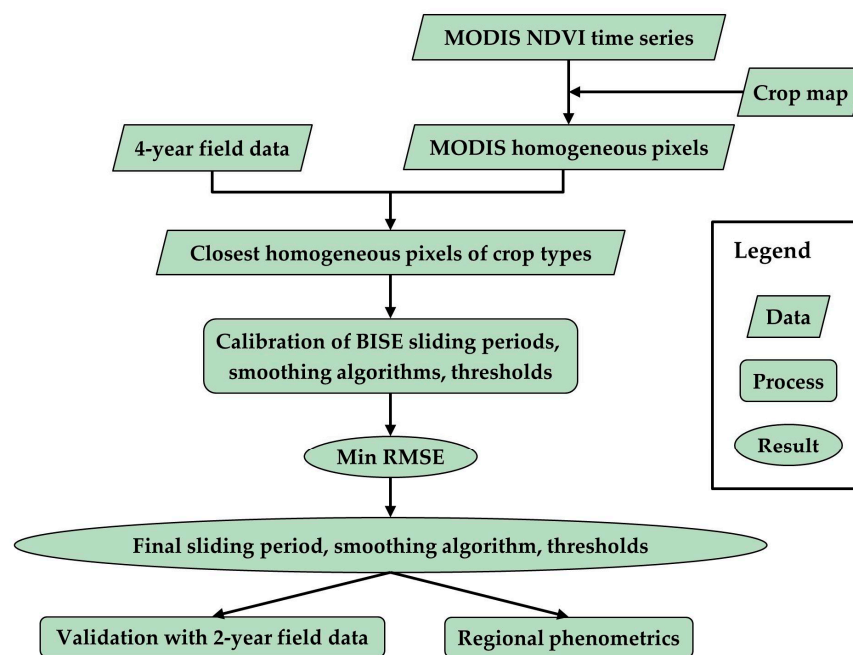 MODIS NDVI time series
Crop map
4-year field data
MODIS homogeneous pixels
Closest homogeneous pixels of crop types
Calibration of BISE sliding periods,
smoothing algorithms, thresholds
Min RMSE
Final sliding period, smoothing algorithm, thresholds
Validation with 2-year field data
Regional phenometrics
Legend
Data
Process
Result